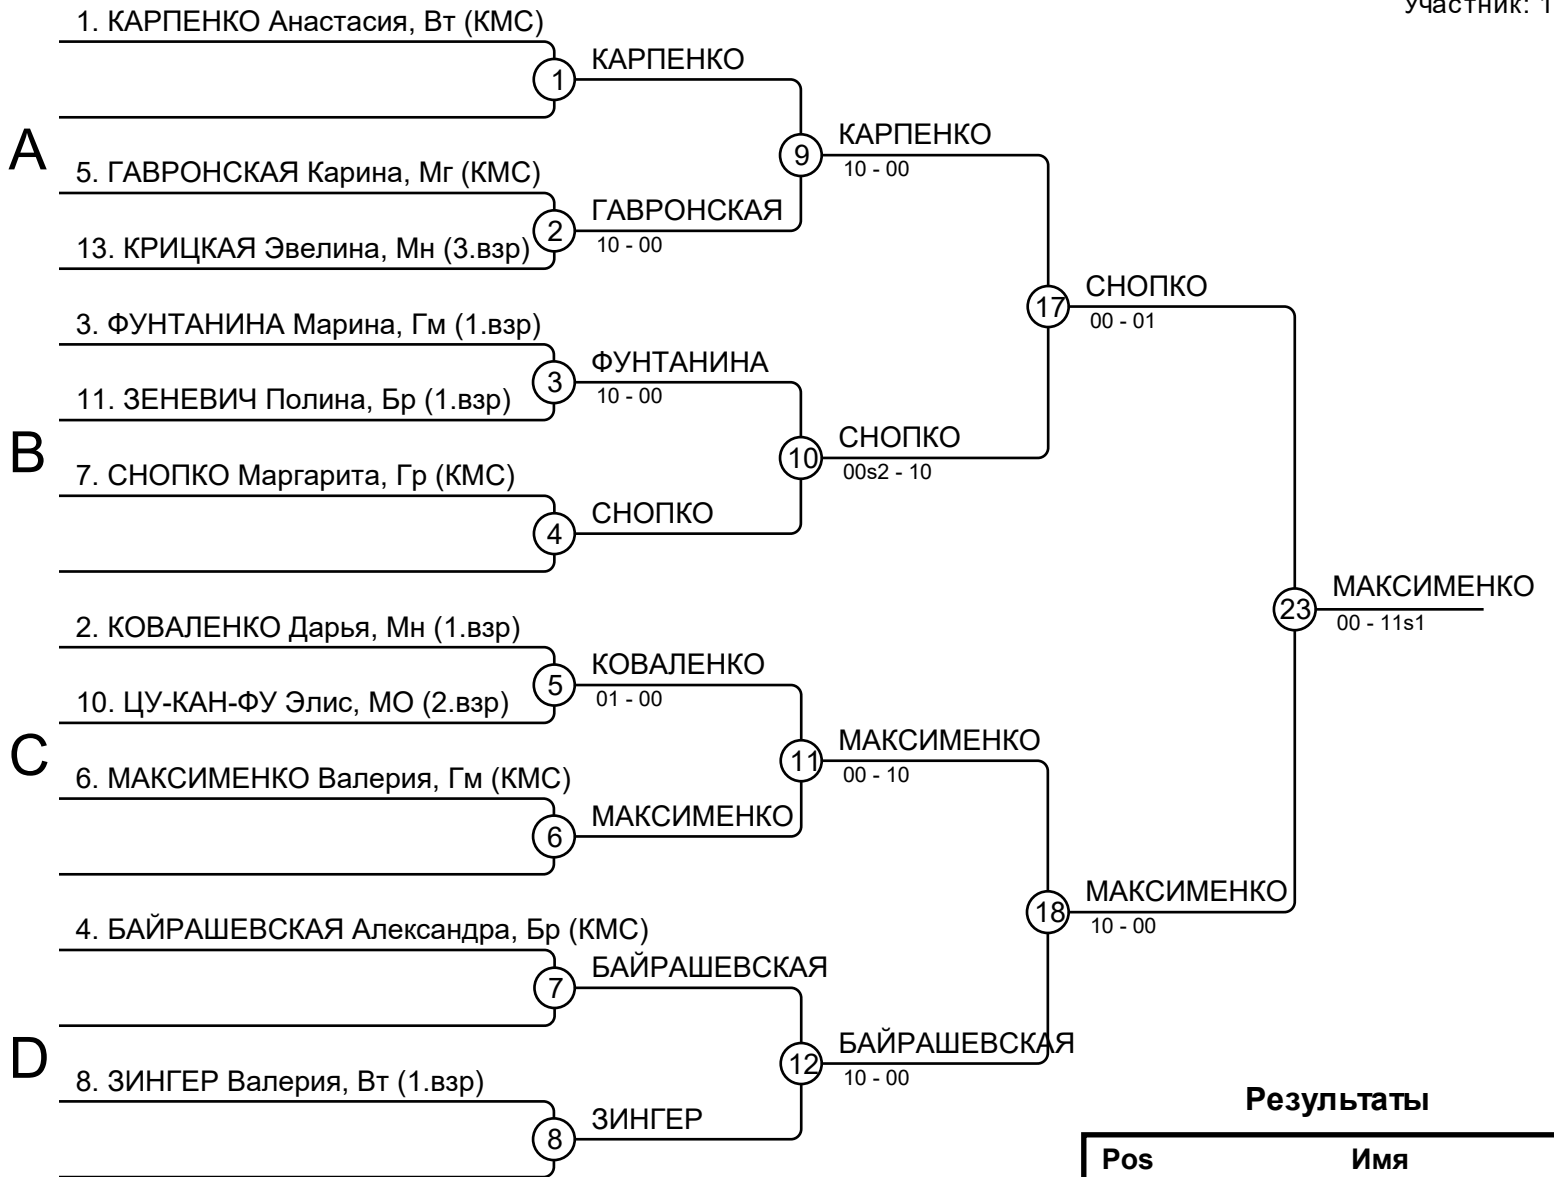 Участник: 1
1. КАРПЕНКО Анастасия, Вт (КМС)
1
КАРПЕНКО
A
5. ГАВРОНСКАЯ Карина, Мг (КМС)
2
ГАВРОНСКАЯ
10 - 00
13. КРИЦКАЯ Эвелина, Мн (3.взр)
9
КАРПЕНКО
10 - 00
3. ФУНТАНИНА Марина, Гм (1.взр)
3
ФУНТАНИНА
10 - 00
11. ЗЕНЕВИЧ Полина, Бр (1.взр)
B
7. СНОПКО Маргарита, Гр (КМС)
4
СНОПКО
10
СНОПКО
00s2 - 10
17
СНОПКО
00 - 01
2. КОВАЛЕНКО Дарья, Мн (1.взр)
5
КОВАЛЕНКО
01 - 00
10. ЦУ-КАН-ФУ Элис, МО (2.взр)
C
6. МАКСИМЕНКО Валерия, Гм (КМС)
6
МАКСИМЕНКО
11
МАКСИМЕНКО
00 - 10
4. БАЙРАШЕВСКАЯ Александра, Бр (КМС)
7
БАЙРАШЕВСКАЯ
D
8. ЗИНГЕР Валерия, Вт (1.взр)
8
ЗИНГЕР
12
БАЙРАШЕВСКАЯ
10 - 00
18
МАКСИМЕНКО
10 - 00
23
МАКСИМЕНКО
00 - 11s1
Результаты
Pos Имя